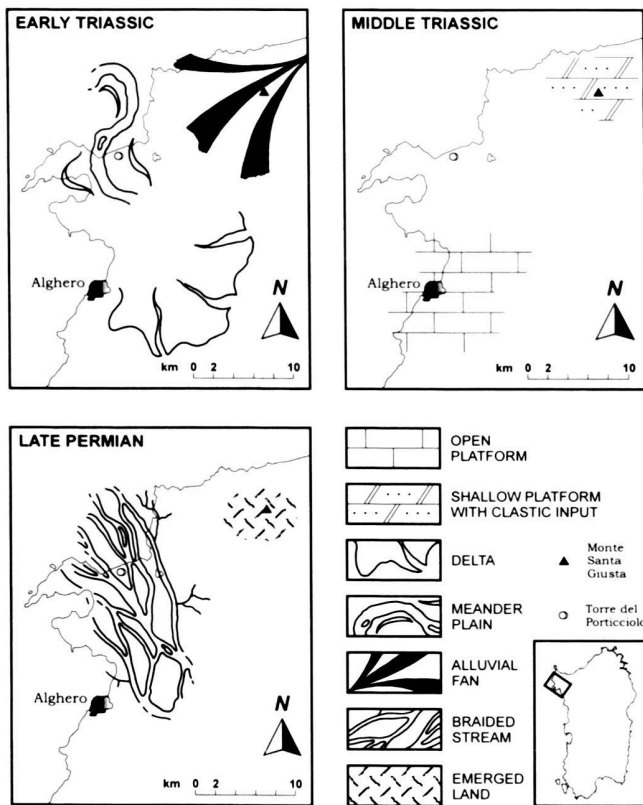 EARLY TRIASSIC
Alghero
N
km 0 2 10
MIDDLE TRIASSIC
Alghero
N
km 0 2 10
LATE PERMIAN
Alghero
N
km 0 2 10
OPEN
PLATFORM
SHALLOW PLATFORM
WITH CLASTIC INPUT
DELTA
MEANDER
PLAIN
ALLUVIAL
FAN
BRAIDED
STREAM
EMERGED
LAND
Monte
Santa
Giusta
Torre del
Porticciolo